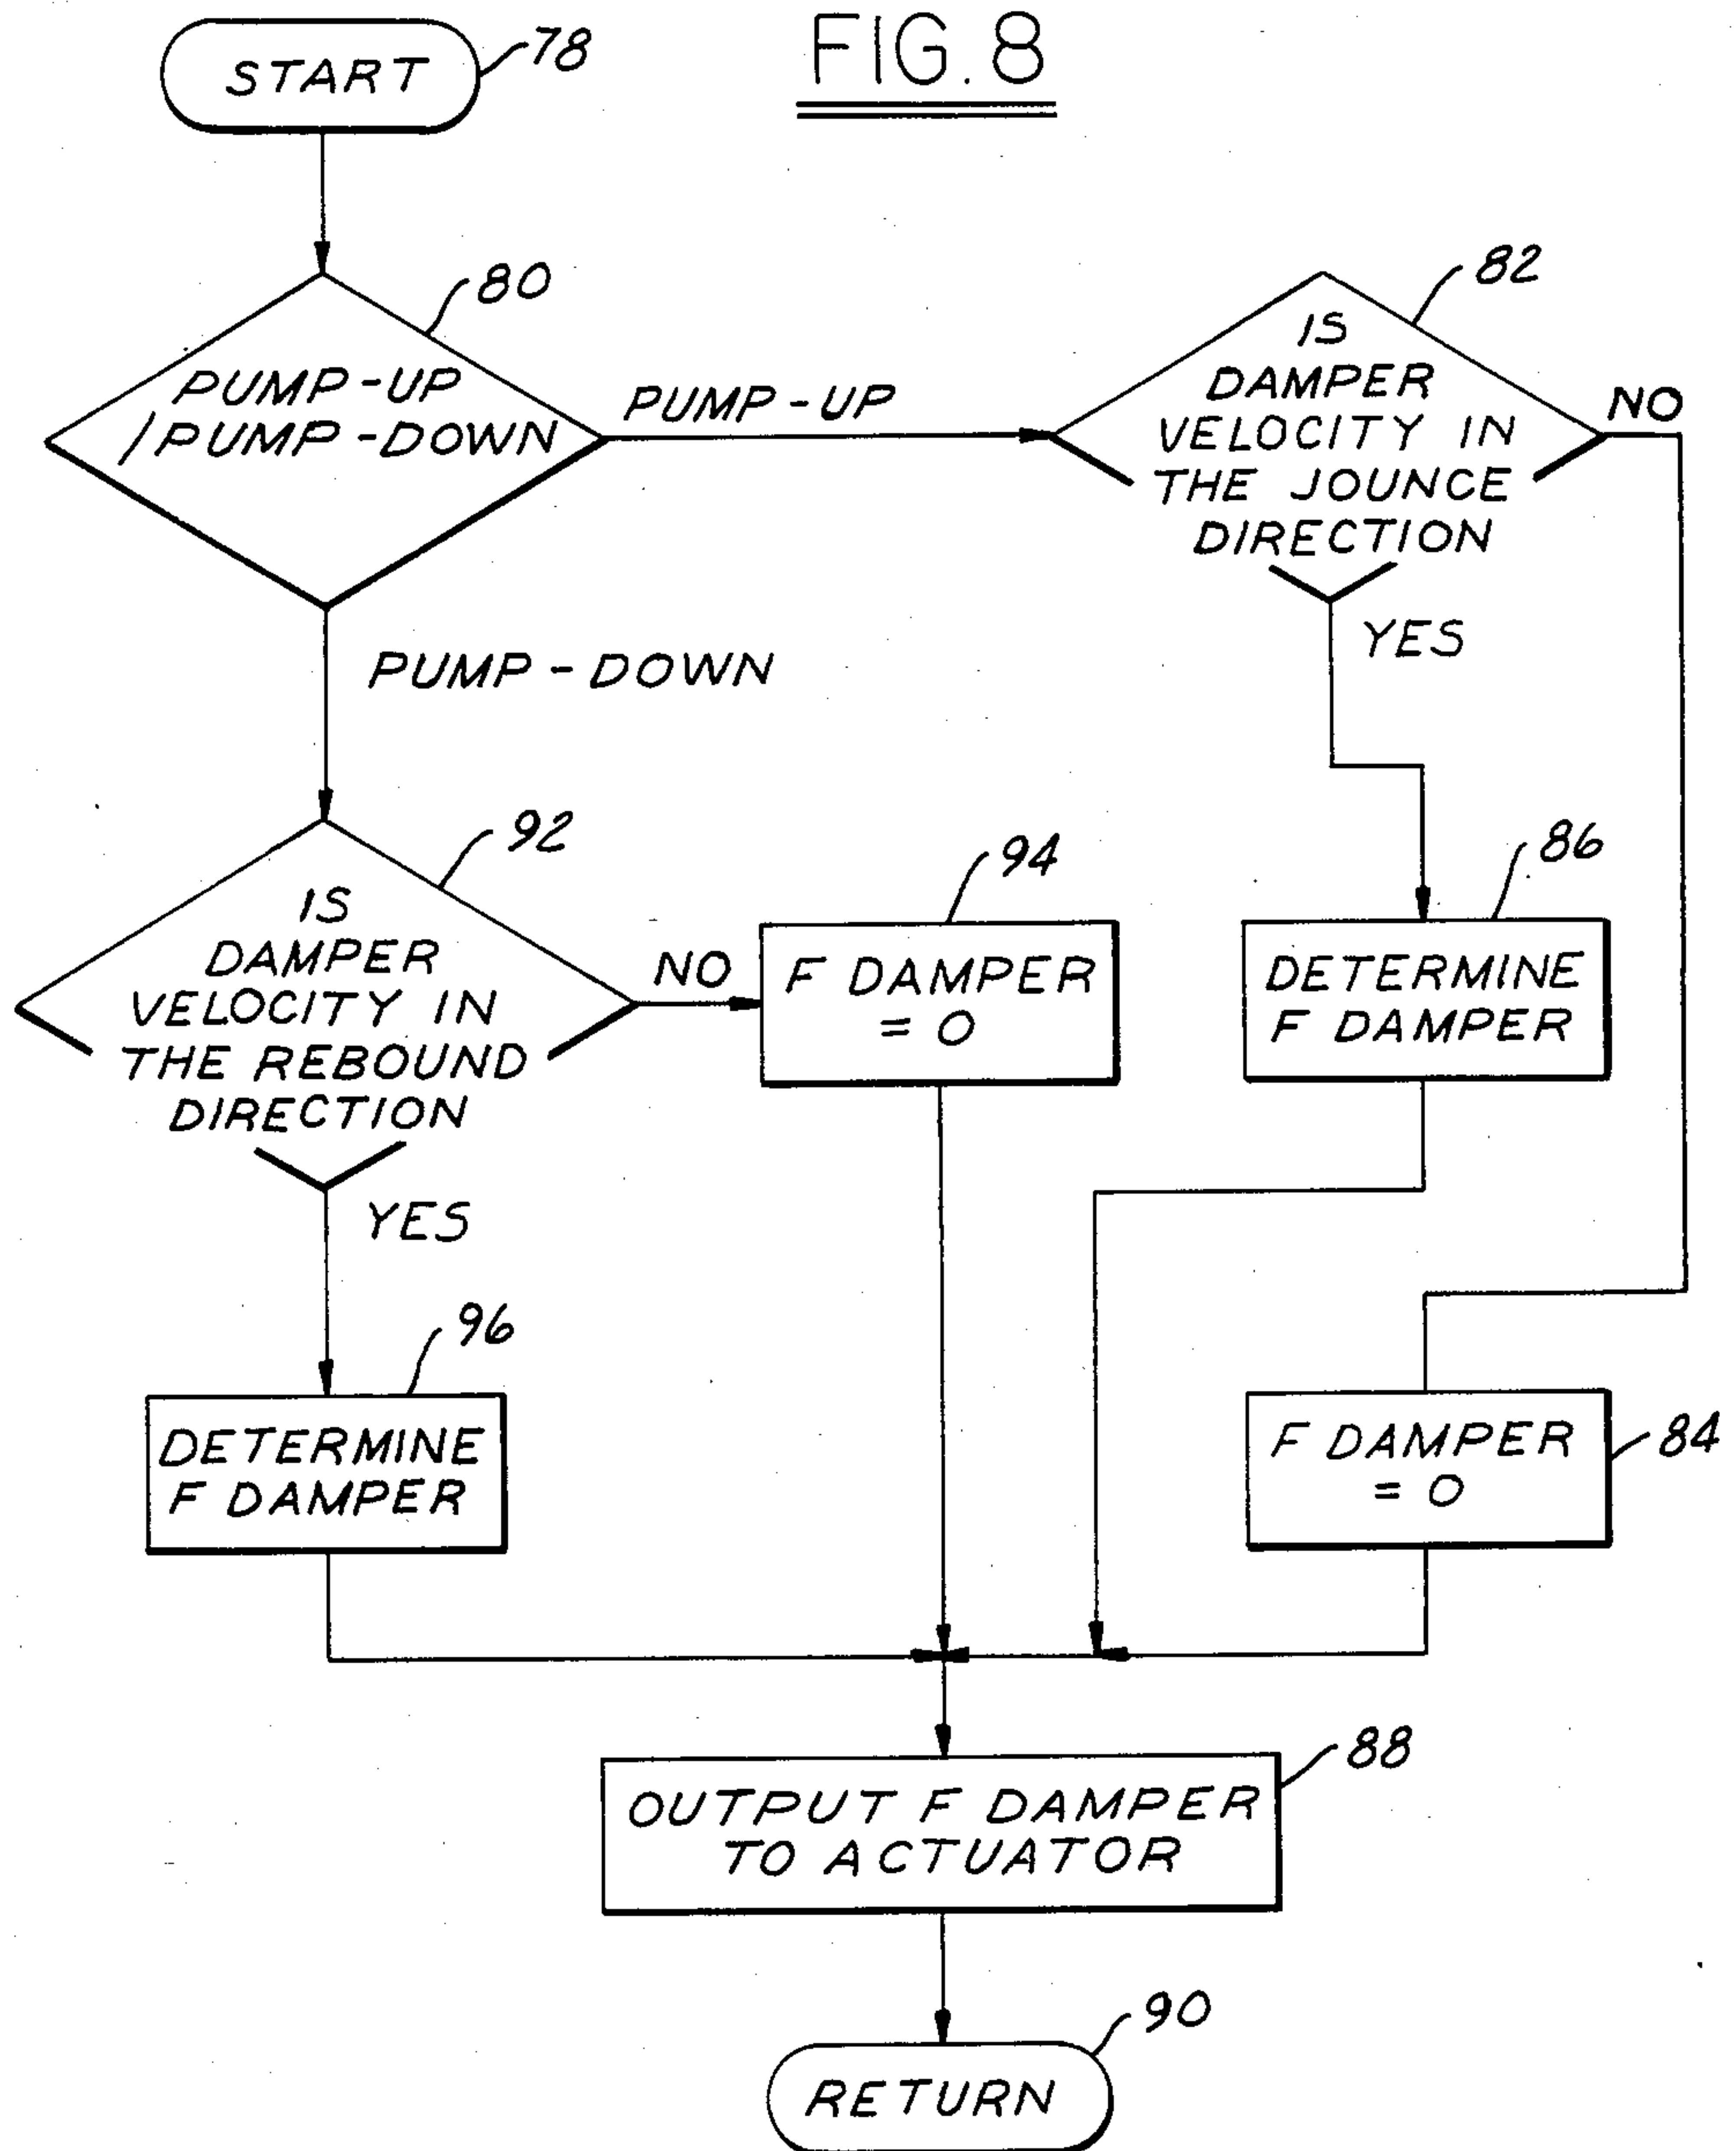 FIG. 8
START
78
80
PUMP-UP
/PUMP-DOWN
PUMP-UP
82
IS
DAMPER
VELOCITY IN
THE JOUNCE
DIRECTION
NO
YES
PUMP-DOWN
92
IS
DAMPER
VELOCITY IN
THE REBOUND
DIRECTION
NO
YES
94
F DAMPER
= 0
86
DETERMINE
F DAMPER
96
DETERMINE
F DAMPER
F DAMPER
= 0
84
88
OUTPUT F DAMPER
TO ACTUATOR
90
RETURN